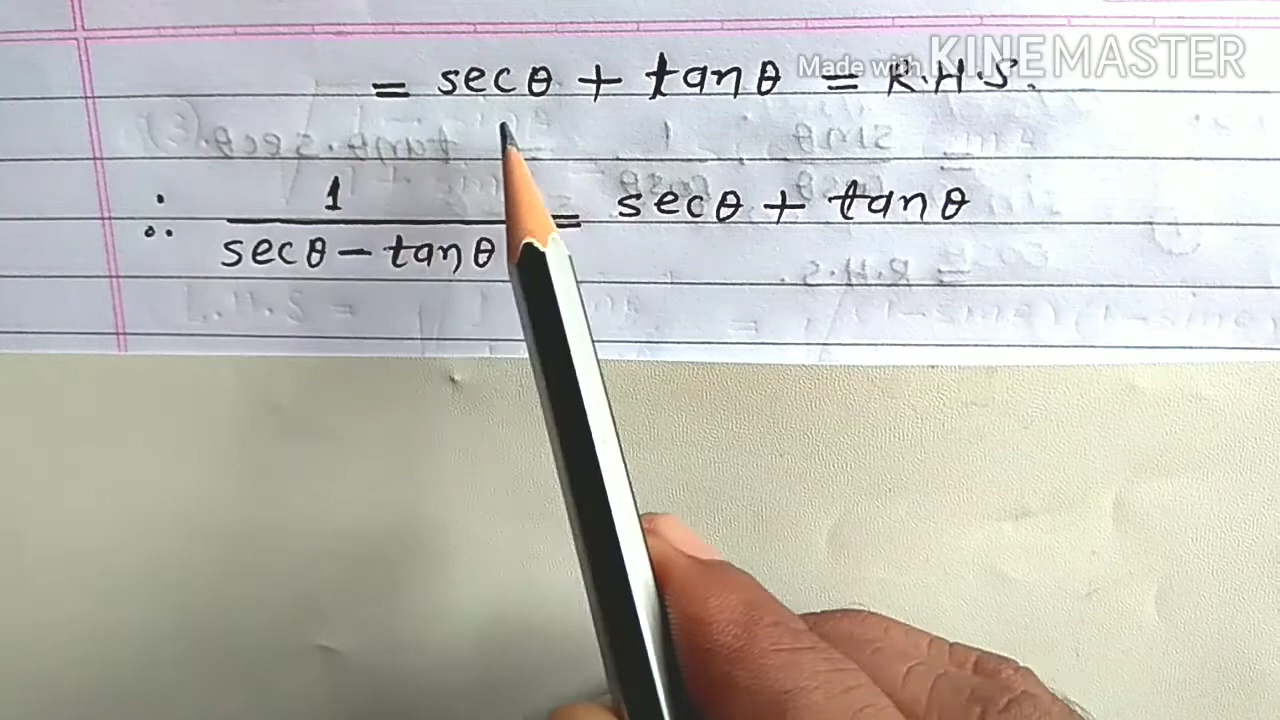 = secθ + tanθ = R.H.S.
Made with KINEMASTER
∴ 1 / secθ − tanθ = secθ + tanθ